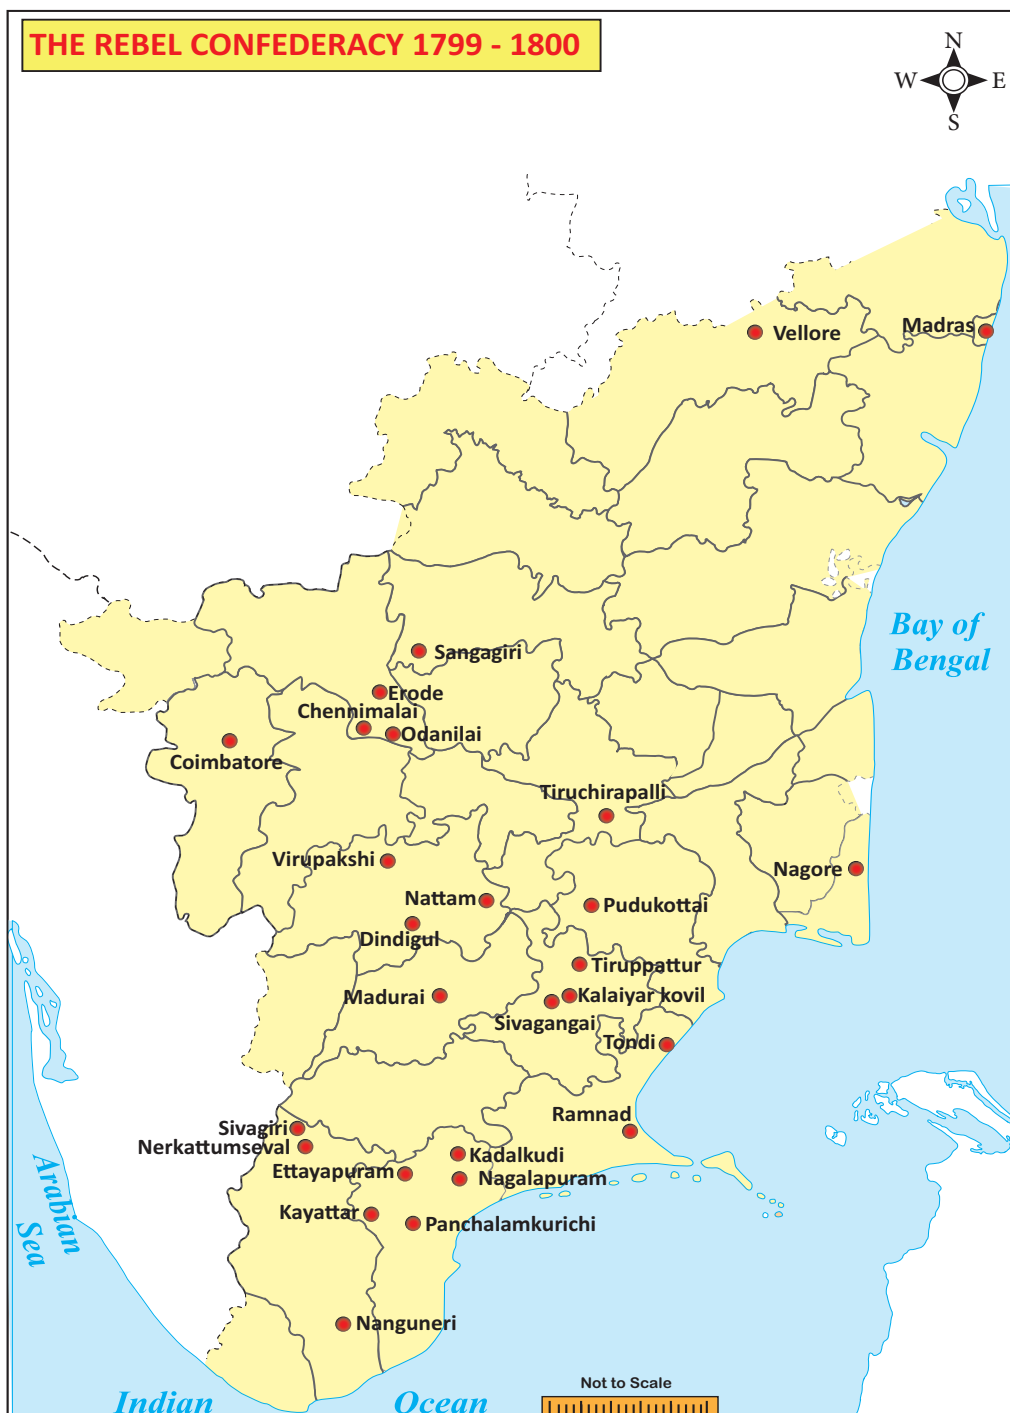 THE REBEL CONFEDERACY 1799 - 1800
N
W E
S
Vellore
Madras
Bay of
Bengal
Sangagiri
Erode
Chennimalai
Odanilai
Coimbatore
Tiruchirapalli
Virupakshi
Nagore
Nattam
Pudukottai
Dindigul
Tiruppattur
Madurai
Kalaiyar kovil
Sivagangai
Tondi
Ramnad
Sivagiri
Nerkattumseval
Kadalkudi
Ettayapuram
Nagalapuram
Kayattar
Panchalamkurichi
Arabian
Sea
Nanguneri
Not to Scale
Indian Ocean